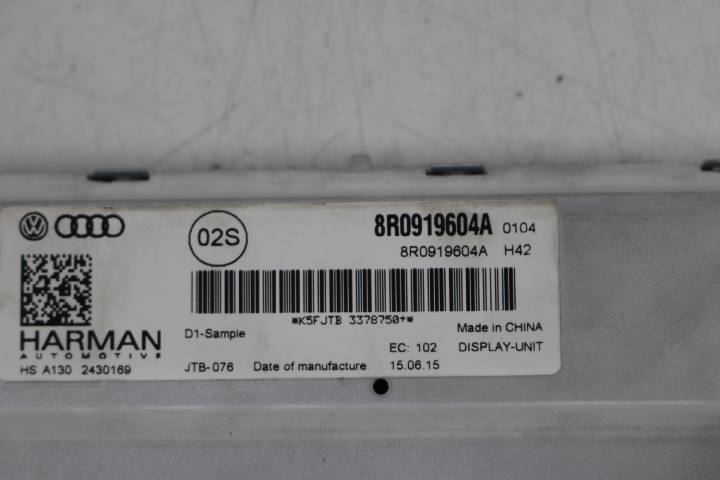 02S
8R0919604A 0104
8R0919604A H42
*K5FJTB 3378750+*
HARMAN
AUTOMOTIVE
D1-Sample
Made in CHINA
EC: 102 DISPLAY-UNIT
HS A130 2430169
JTB-076 Date of manufacture 15.06.15